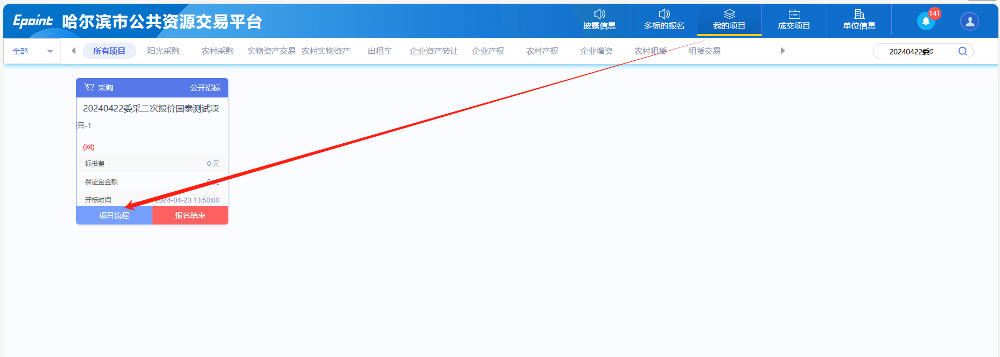 Epoint 哈尔滨市公共资源交易平台
披露信息 多标的报名 我的项目 成交项目 单位信息 141
全部 所有项目 阳光采购 农村采购 实物资产交易 农村实物资产 出租车 企业资产转让 企业产权 农村产权 企业增资 农村租赁 租赁交易 20240422委
采购 公开招标
20240422委采二次报价国泰测试项
目-1
(网)
标书费 0 元
保证金金额 0 元
开标时间 2024-04-23 13:50:00
项目流程 报名结束